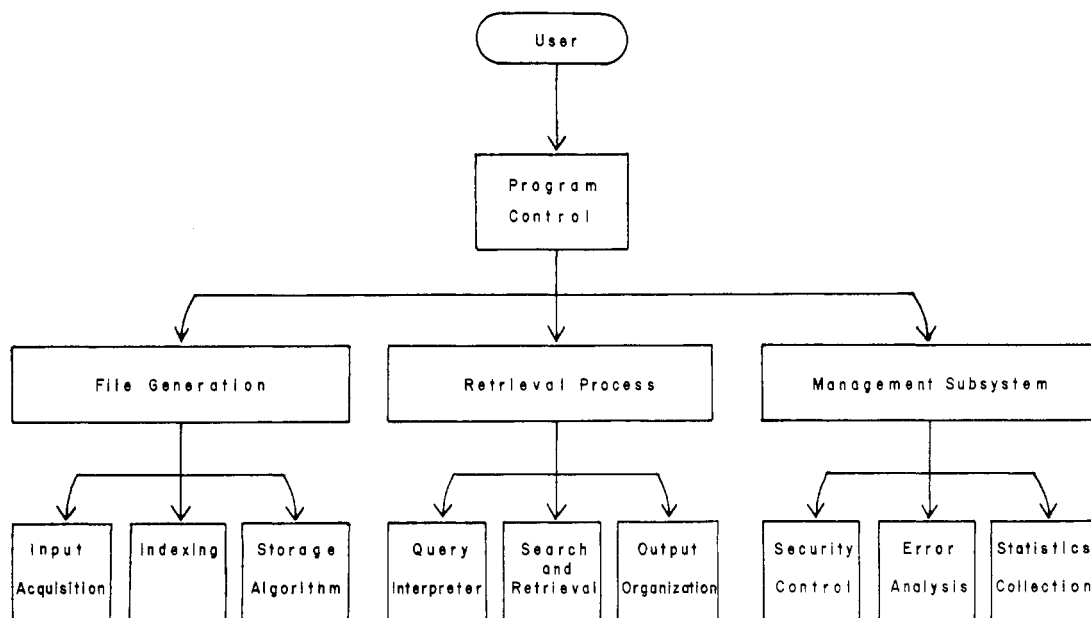 User
Program
Control
File Generation
Retrieval Process
Management Subsystem
Input
Acquisition
Indexing
Storage
Algorithm
Query
Interpreter
Search
and
Retrieval
Output
Organization
Security
Control
Error
Analysis
Statistics
Collection